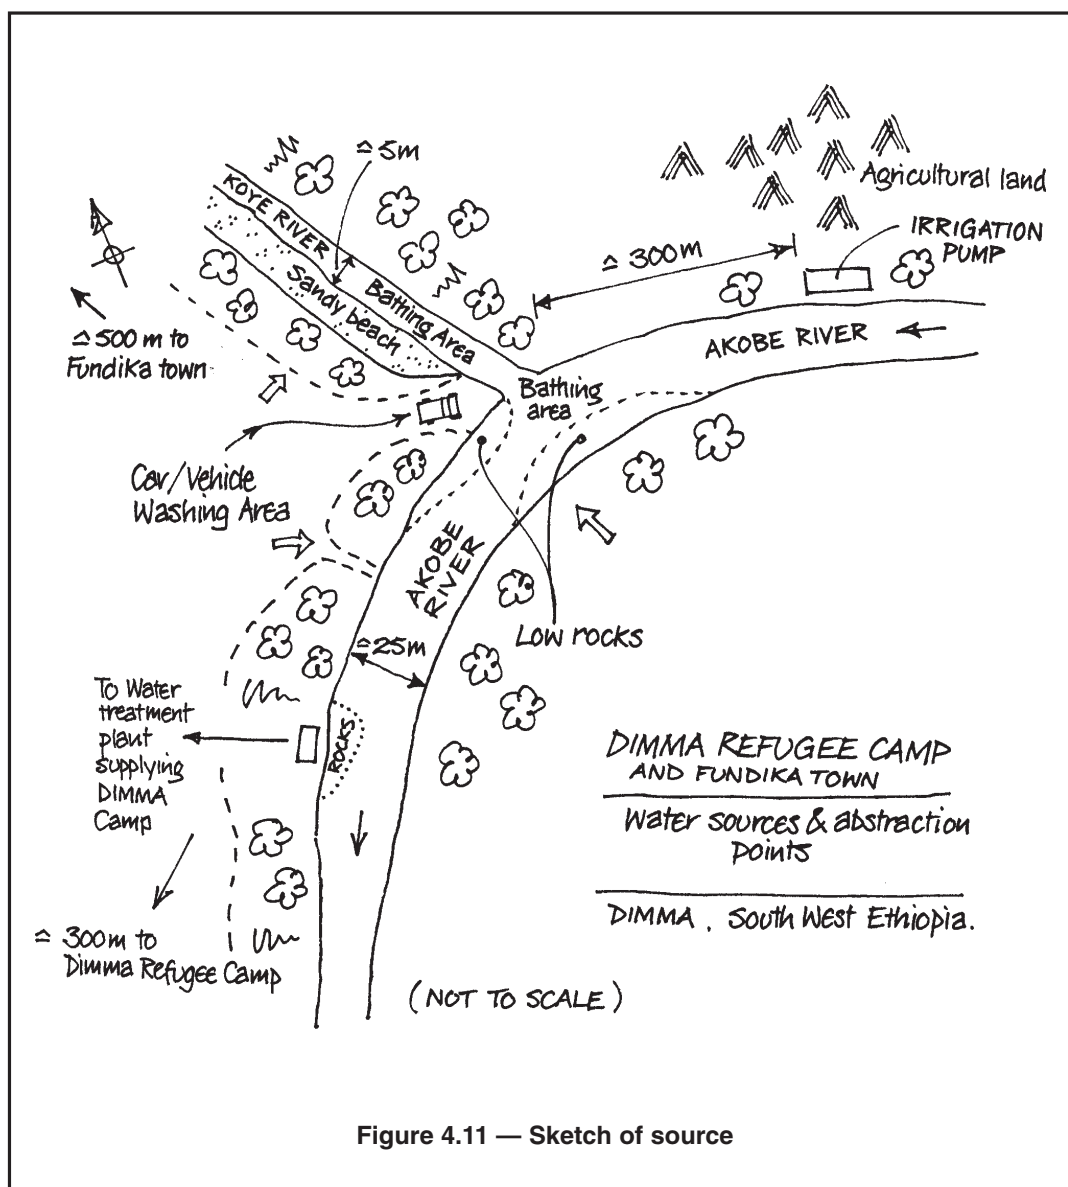 ≏ 5m
KOYE RIVER
Bathing Area
Sandy beach
≏ 500 m to
Fundika town
≏ 300 m
Agricultural land
IRRIGATION
PUMP
AKOBE RIVER
Bathing
area
Car/Vehicle
Washing Area
AKOBE
RIVER
Low rocks
≏ 25m
ROCKS
To Water
treatment
plant
supplying
DIMMA
Camp
≏ 300m to
Dimma Refugee Camp
DIMMA REFUGEE CAMP
AND FUNDIKA TOWN
Water sources & abstraction
points
DIMMA . South West Ethiopia.
(NOT TO SCALE)
Figure 4.11 — Sketch of source